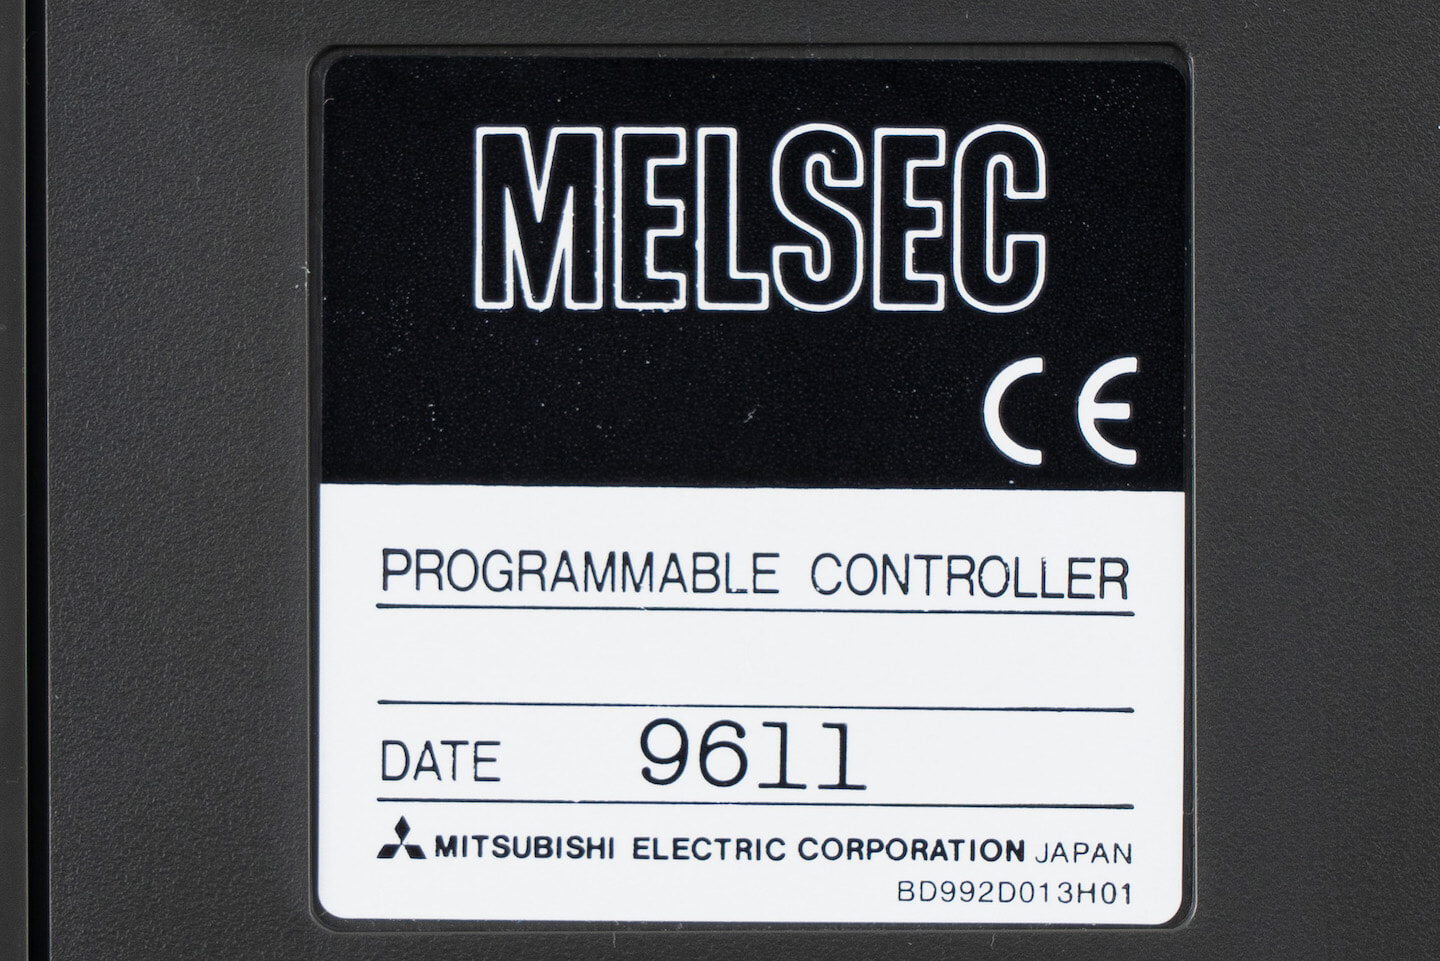 MELSEC
CE
PROGRAMMABLE CONTROLLER
DATE 9611
MITSUBISHI ELECTRIC CORPORATION JAPAN
BD992D013H01